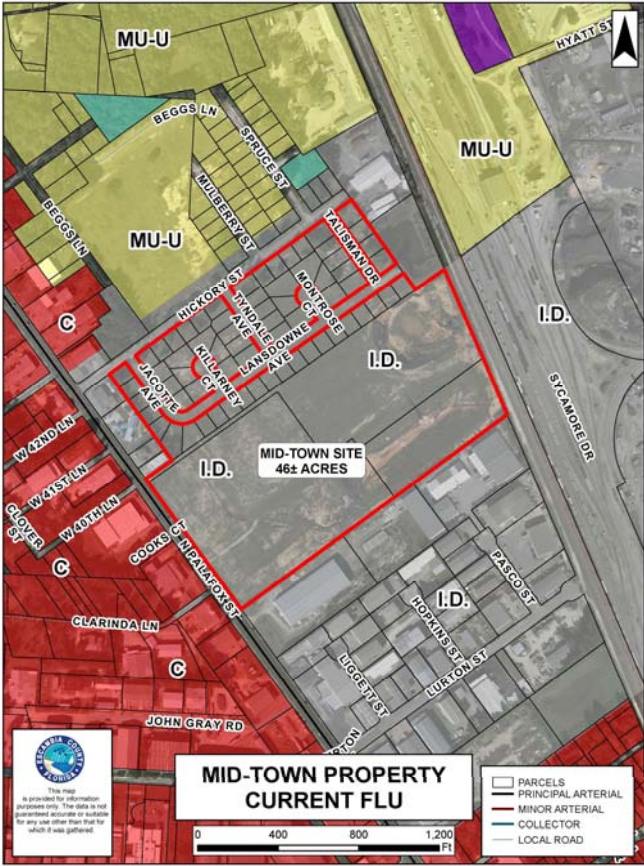 MU-U
HYATT ST
BEGGS LN
SPRUCE ST
MU-U
MULBERRY ST
BEGGS LN
MU-U
TALISMAN DR
HICKORY ST
MONTROSE CT
TYNDALE AVE
C
I.D.
LANSDOWNE AVE
I.D.
JACOTTE AVE
KILLARNEY CT
SYCAMORE DR
W 42ND LN
MID-TOWN SITE
46± ACRES
I.D.
W 41ST LN
CLOVER ST
W 40TH LN
COOKS CT
N PALAFOX ST
PASCO ST
C
I.D.
HOPKINS ST
CLARINDA LN
LURTON ST
LIGGETT ST
C
JOHN GRAY RD
ESCAMBIA COUNTY
FLORIDA
This map
is provided for information
purposes only. The data is not
guaranteed accurate or suitable
for any use other than that for
which it was gathered.
MID-TOWN PROPERTY
CURRENT FLU
0 400 800 1,200
Ft
PARCELS
PRINCIPAL ARTERIAL
MINOR ARTERIAL
COLLECTOR
LOCAL ROAD